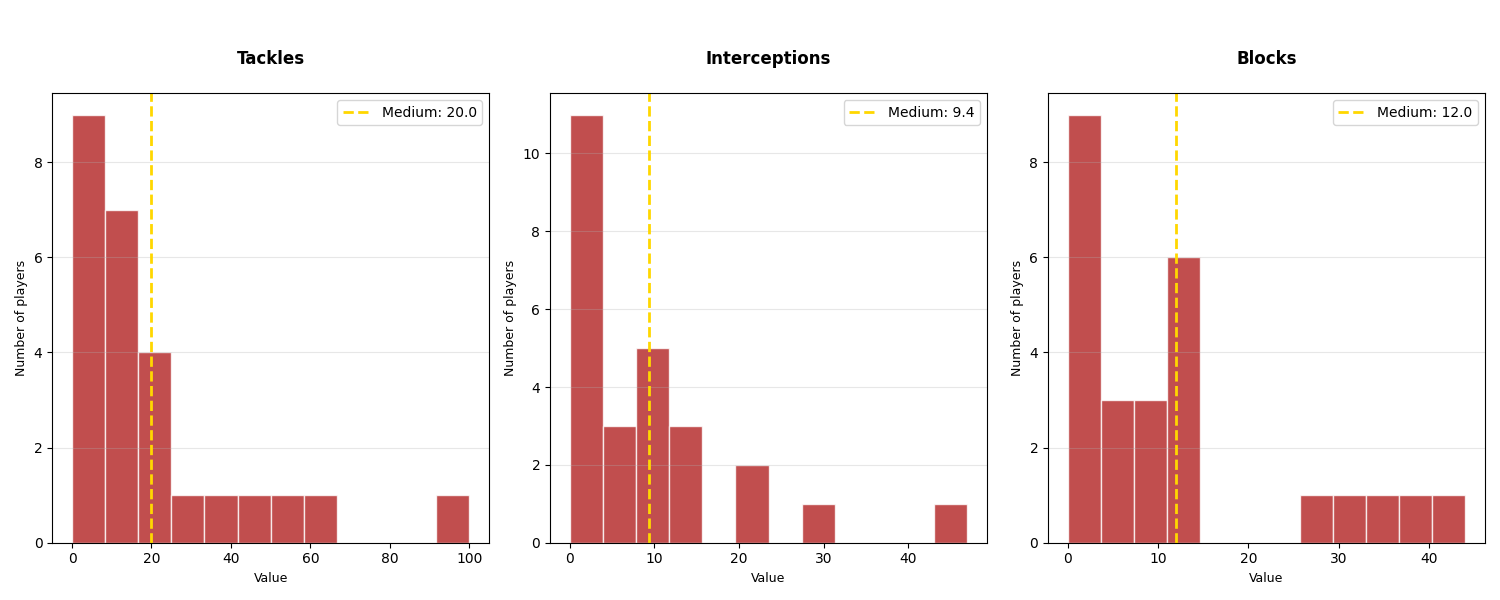 Tackles
Medium: 20.0
8
6
4
2
0
Number of players
0 20 40 60 80 100
Value
Interceptions
Medium: 9.4
10
8
6
4
2
0
Number of players
0 10 20 30 40
Value
Blocks
Medium: 12.0
8
6
4
2
0
Number of players
0 10 20 30 40
Value